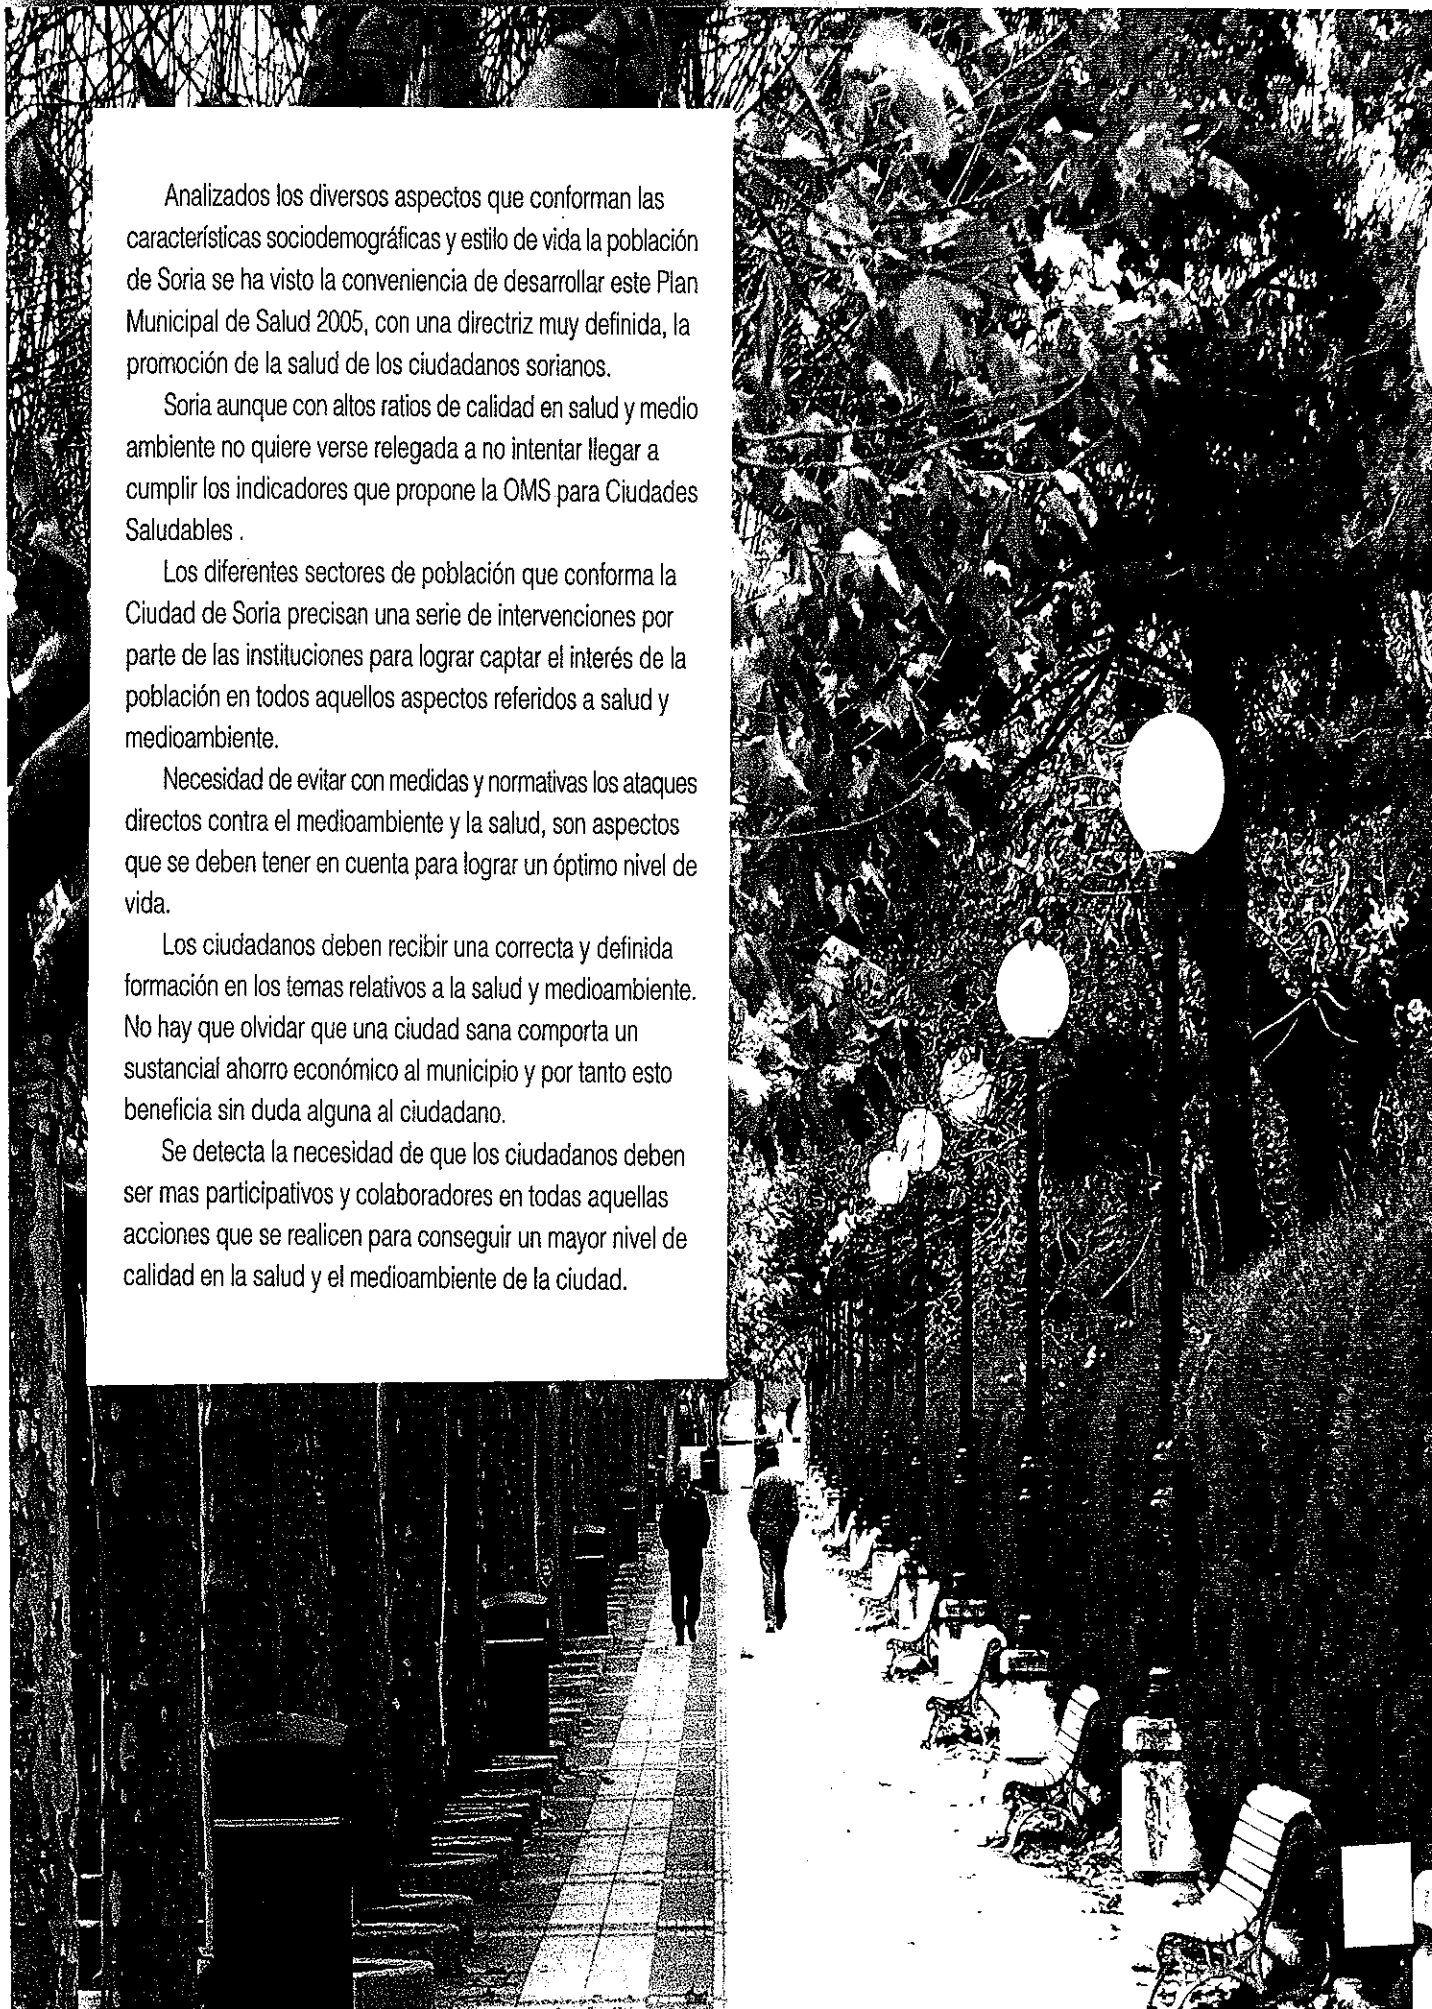 Analizados los diversos aspectos que conforman las
características sociodemográficas y estilo de vida la población
de Soria se ha visto la conveniencia de desarrollar este Plan
Municipal de Salud 2005, con una directriz muy definida, la
promoción de la salud de los ciudadanos sorianos.
Soria aunque con altos ratios de calidad en salud y medio
ambiente no quiere verse relegada a no intentar llegar a
cumplir los indicadores que propone la OMS para Ciudades
Saludables .
Los diferentes sectores de población que conforma la
Ciudad de Soria precisan una serie de intervenciones por
parte de las instituciones para lograr captar el interés de la
población en todos aquellos aspectos referidos a salud y
medioambiente.
Necesidad de evitar con medidas y normativas los ataques
directos contra el medioambiente y la salud, son aspectos
que se deben tener en cuenta para lograr un óptimo nivel de
vida.
Los ciudadanos deben recibir una correcta y definida
formación en los temas relativos a la salud y medioambiente.
No hay que olvidar que una ciudad sana comporta un
sustancial ahorro económico al municipio y por tanto esto
beneficia sin duda alguna al ciudadano.
Se detecta la necesidad de que los ciudadanos deben
ser mas participativos y colaboradores en todas aquellas
acciones que se realicen para conseguir un mayor nivel de
calidad en la salud y el medioambiente de la ciudad.